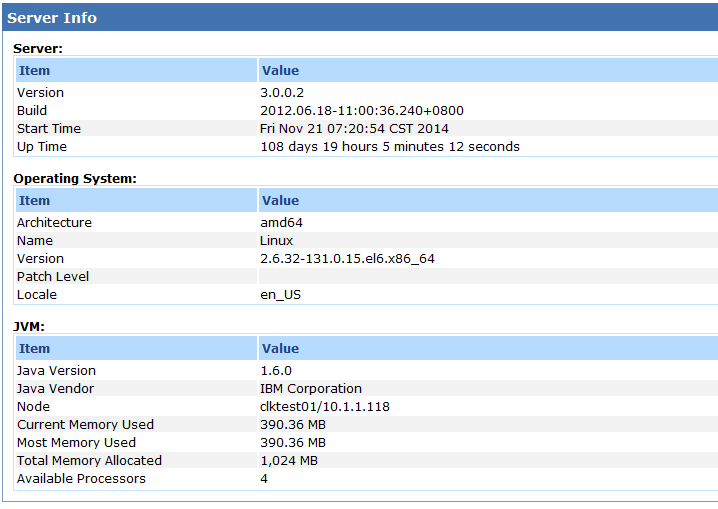 Server Info
Server:
Item Value
Version 3.0.0.2
Build 2012.06.18-11:00:36.240+0800
Start Time Fri Nov 21 07:20:54 CST 2014
Up Time 108 days 19 hours 5 minutes 12 seconds
Operating System:
Item Value
Architecture amd64
Name Linux
Version 2.6.32-131.0.15.el6.x86_64
Patch Level
Locale en_US
JVM:
Item Value
Java Version 1.6.0
Java Vendor IBM Corporation
Node clktest01/10.1.1.118
Current Memory Used 390.36 MB
Most Memory Used 390.36 MB
Total Memory Allocated 1,024 MB
Available Processors 4